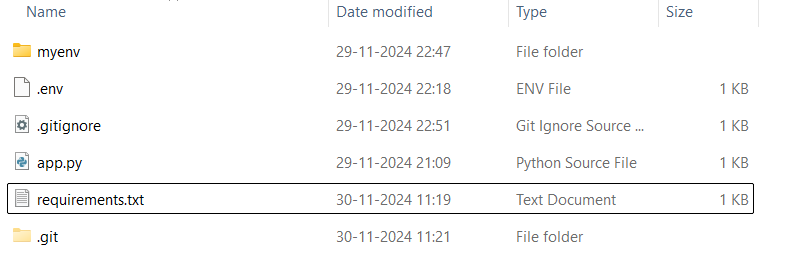 Name Date modified Type Size
myenv 29-11-2024 22:47 File folder
.env 29-11-2024 22:18 ENV File 1 KB
.gitignore 29-11-2024 22:51 Git Ignore Source ... 1 KB
app.py 29-11-2024 21:09 Python Source File 1 KB
requirements.txt 30-11-2024 11:19 Text Document 1 KB
.git 30-11-2024 11:21 File folder